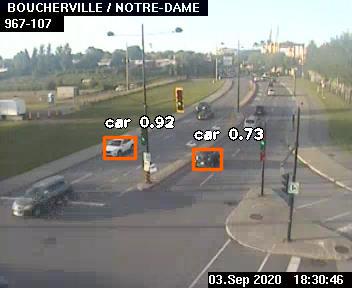 BOUCHERVILLE / NOTRE-DAME
967-107
car 0.92
car 0.73
03.Sep 2020 18:30:46